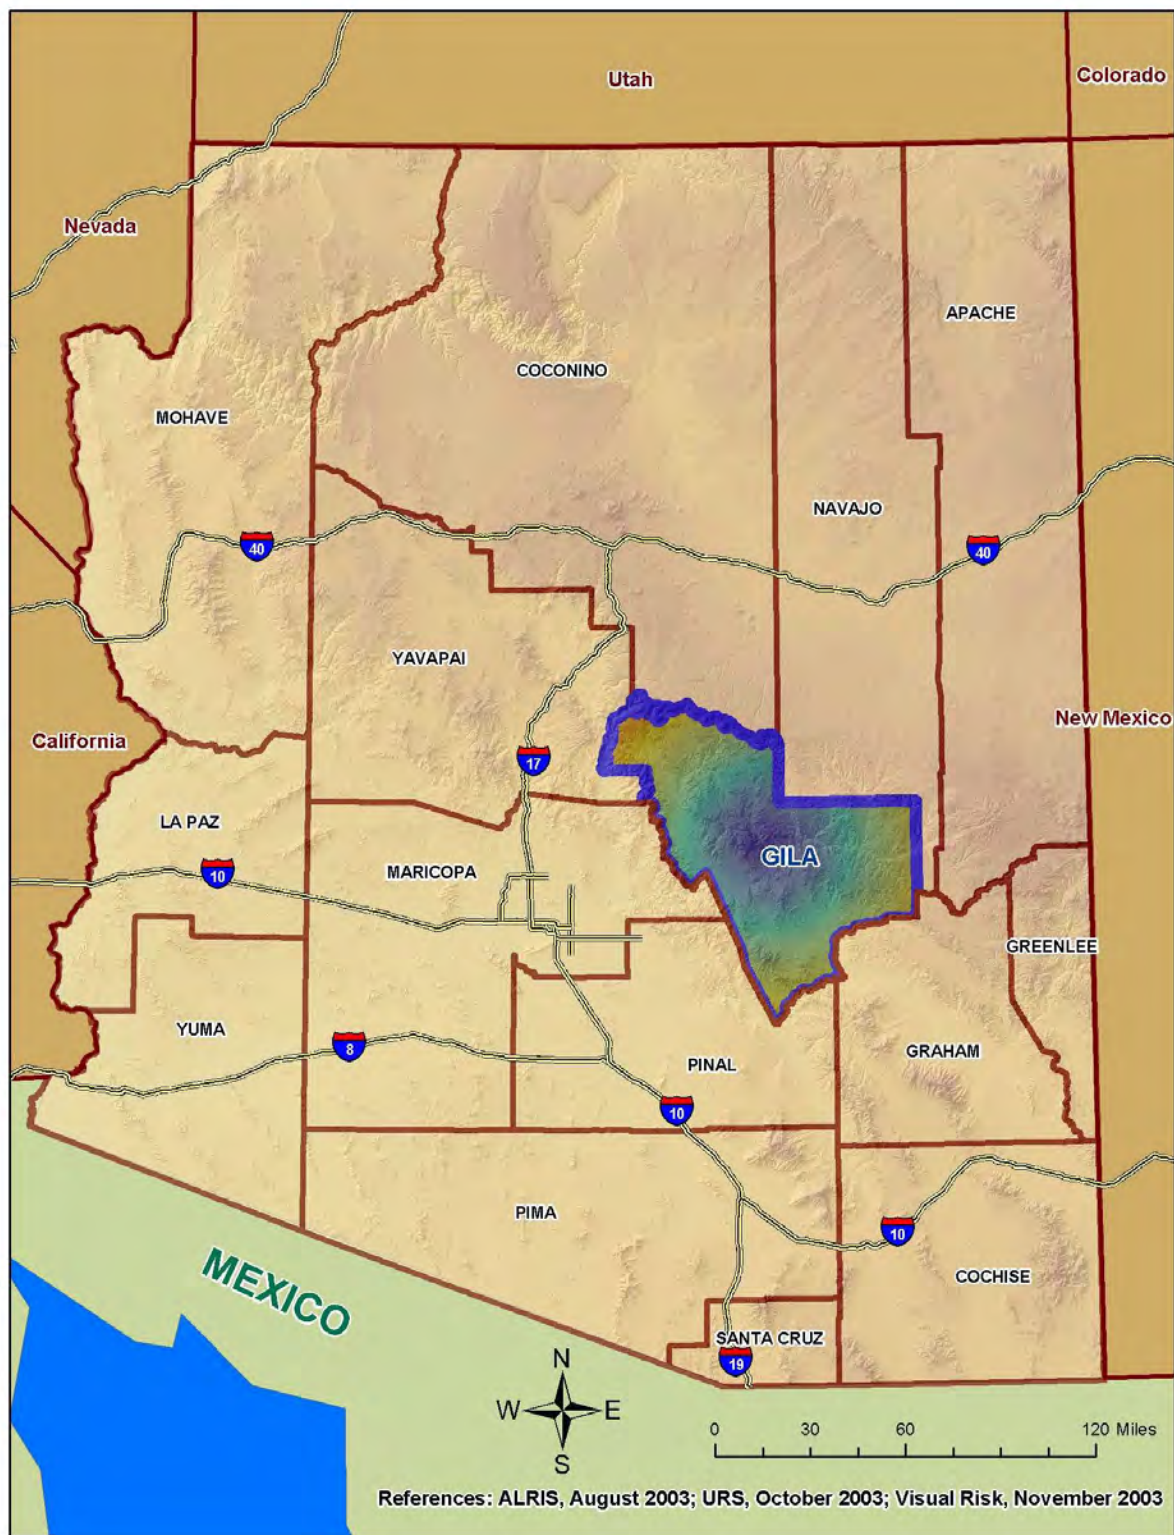 Utah
Colorado
Nevada
APACHE
COCONINO
MOHAVE
NAVAJO
40
40
YAVAPAI
New Mexico
California
17
LA PAZ
GILA
MARICOPA
10
GREENLEE
YUMA
8
GRAHAM
PINAL
10
PIMA
10
MEXICO
COCHISE
SANTA CRUZ
19
N
W E
S
0 30 60 120 Miles
References: ALRIS, August 2003; URS, October 2003; Visual Risk, November 2003